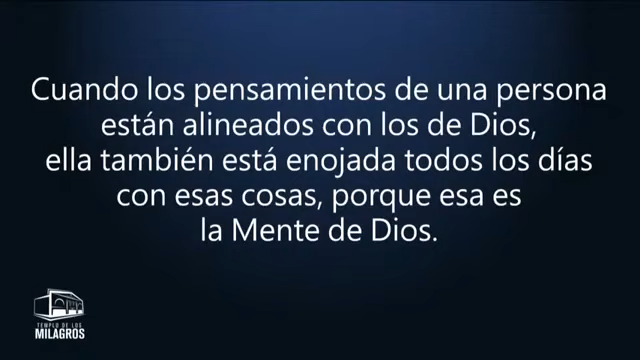 Cuando los pensamientos de una persona
están alineados con los de Dios,
ella también está enojada todos los días
con esas cosas, porque esa es
la Mente de Dios.
TEMPLO DE LOS
MILAGROS